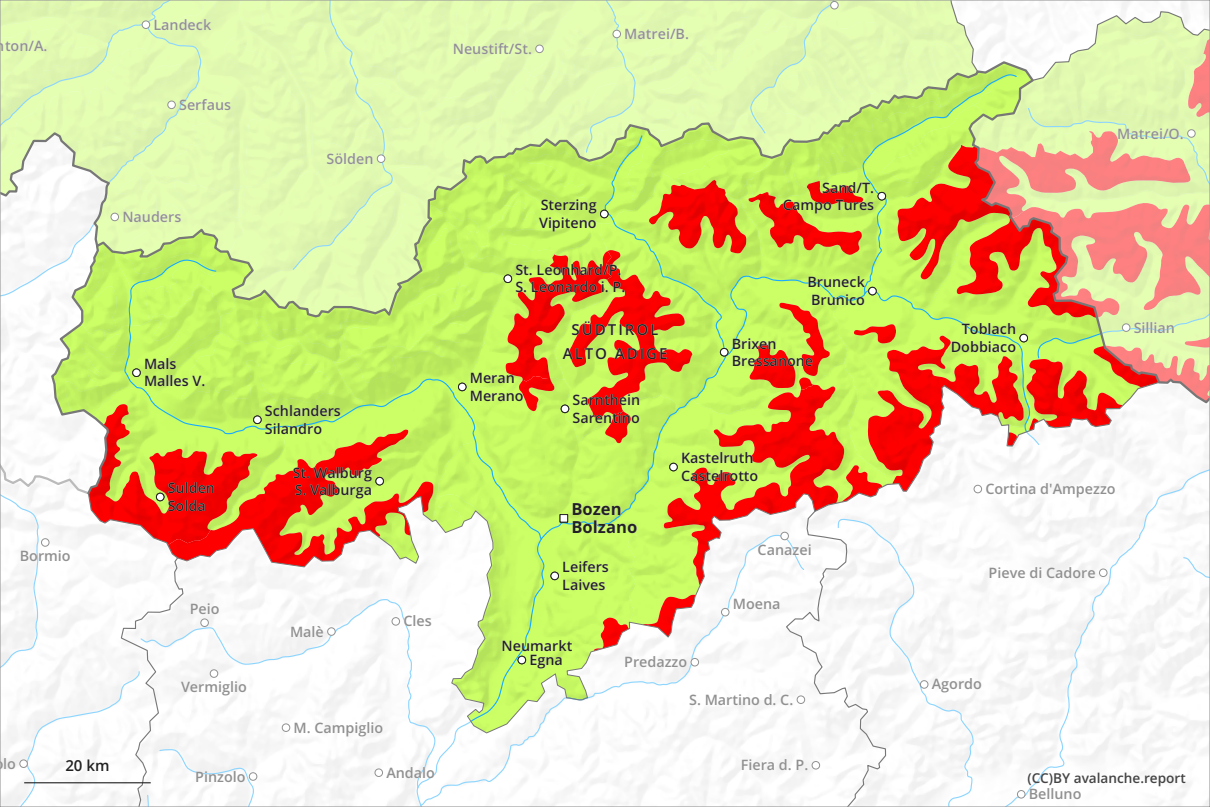 Landeck
nton/A.
Neustift/St.
Matrei/B.
Serfaus
Matrei/O.
Sölden
Sand/T.
Campo Tures
Sterzing
Vipiteno
Nauders
St. Leonhard/P.
S. Leonardo i. P.
Bruneck
Brunico
SÜDTIROL
ALTO ADIGE
Toblach
Dobbiaco
Sillian
Brixen
Bressanone
Mals
Malles V.
Meran
Merano
Sarnthein
Sarentino
Schlanders
Silandro
Kastelruth
Castelrotto
St. Walburg
S. Valburga
Sulden
Solda
Cortina d'Ampezzo
Bozen
Bolzano
Bormio
Canazei
Leifers
Laives
Pieve di Cadore
Peio
Moena
Malè
Cles
Neumarkt
Egna
Predazzo
Vermiglio
Agordo
S. Martino d. C.
M. Campiglio
olo
20 km
Pinzolo
Andalo
Fiera d. P.
(CC)BY avalanche.report
Belluno